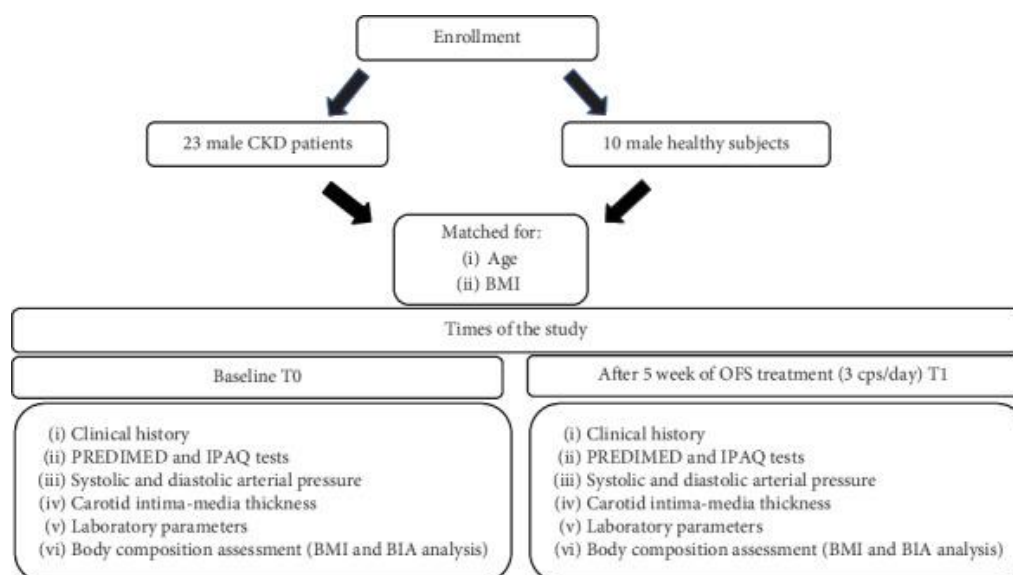 Enrollment
23 male CKD patients
10 male healthy subjects
Matched for:
(i) Age
(ii) BMI
Times of the study
Baseline T0
After 5 week of OFS treatment (3 cps/day) T1
(i) Clinical history
(ii) PREDIMED and IPAQ tests
(iii) Systolic and diastolic arterial pressure
(iv) Carotid intima-media thickness
(v) Laboratory parameters
(vi) Body composition assessment (BMI and BIA analysis)
(i) Clinical history
(ii) PREDIMED and IPAQ tests
(iii) Systolic and diastolic arterial pressure
(iv) Carotid intima-media thickness
(v) Laboratory parameters
(vi) Body composition assessment (BMI and BIA analysis)